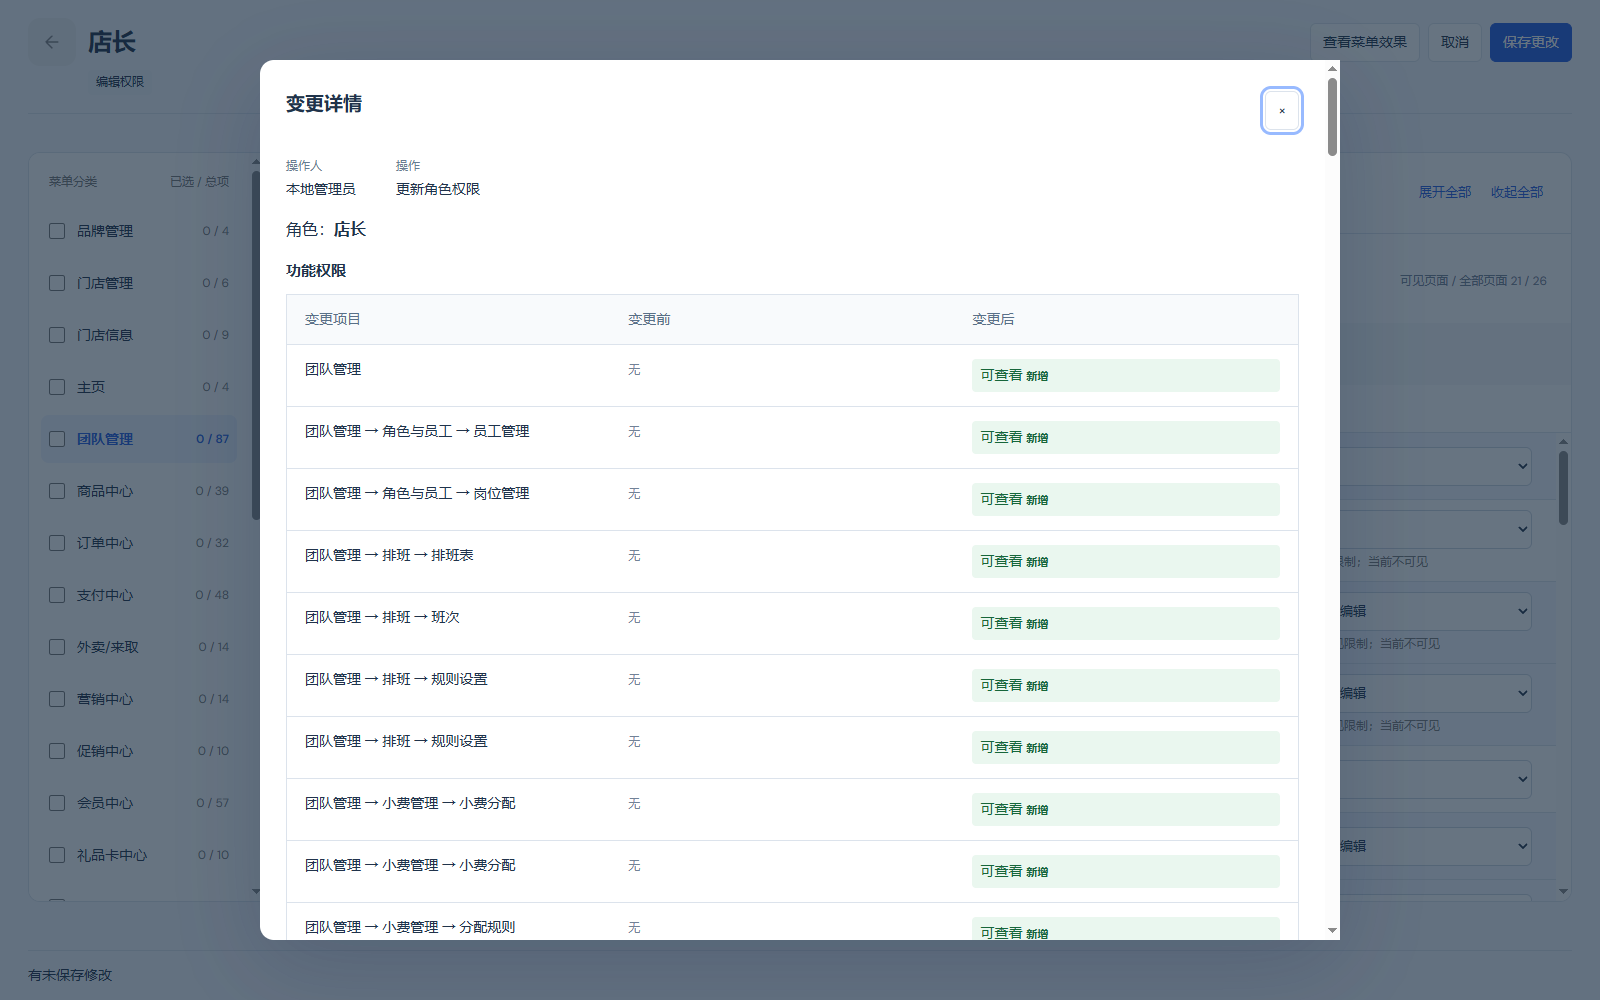 店长
编辑权限
查看菜单效果
取消
保存更改
菜单分类
已选 / 总项
品牌管理
0 / 4
门店管理
0 / 6
门店信息
0 / 9
主页
0 / 4
团队管理
0 / 87
商品中心
0 / 39
订单中心
0 / 32
支付中心
0 / 48
外卖/来取
0 / 14
营销中心
0 / 14
促销中心
0 / 10
会员中心
0 / 57
礼品卡中心
0 / 10
变更详情
×
操作人
操作
本地管理员
更新角色权限
角色：店长
功能权限
变更项目
变更前
变更后
团队管理
无
可查看 新增
团队管理 → 角色与员工 → 员工管理
无
可查看 新增
团队管理 → 角色与员工 → 岗位管理
无
可查看 新增
团队管理 → 排班 → 排班表
无
可查看 新增
团队管理 → 排班 → 班次
无
可查看 新增
团队管理 → 排班 → 规则设置
无
可查看 新增
团队管理 → 排班 → 规则设置
无
可查看 新增
团队管理 → 小费管理 → 小费分配
无
可查看 新增
团队管理 → 小费管理 → 小费分配
无
可查看 新增
团队管理 → 小费管理 → 分配规则
无
可查看 新增
展开全部
收起全部
可见页面 / 全部页面 21 / 26
限制；当前不可见
编辑
限制；当前不可见
编辑
限制；当前不可见
编辑
有未保存修改